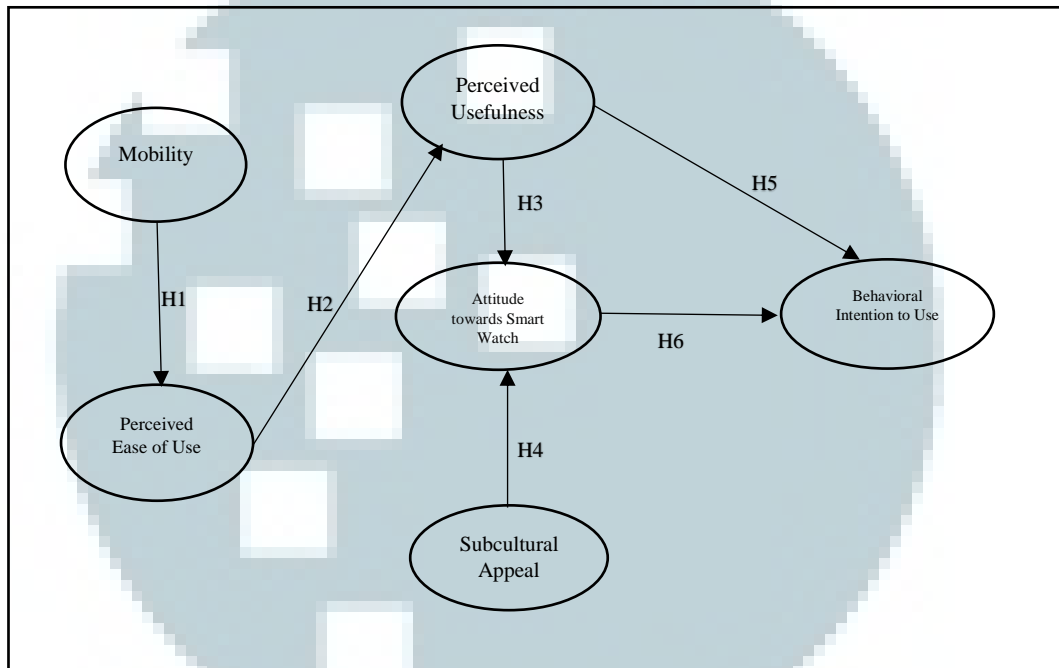 Perceived
Usefulness
Mobility
H5
H3
H1
H2
Attitude
towards Smart
Watch
Behavioral
Intention to Use
H6
Perceived
Ease of Use
H4
Subcultural
Appeal